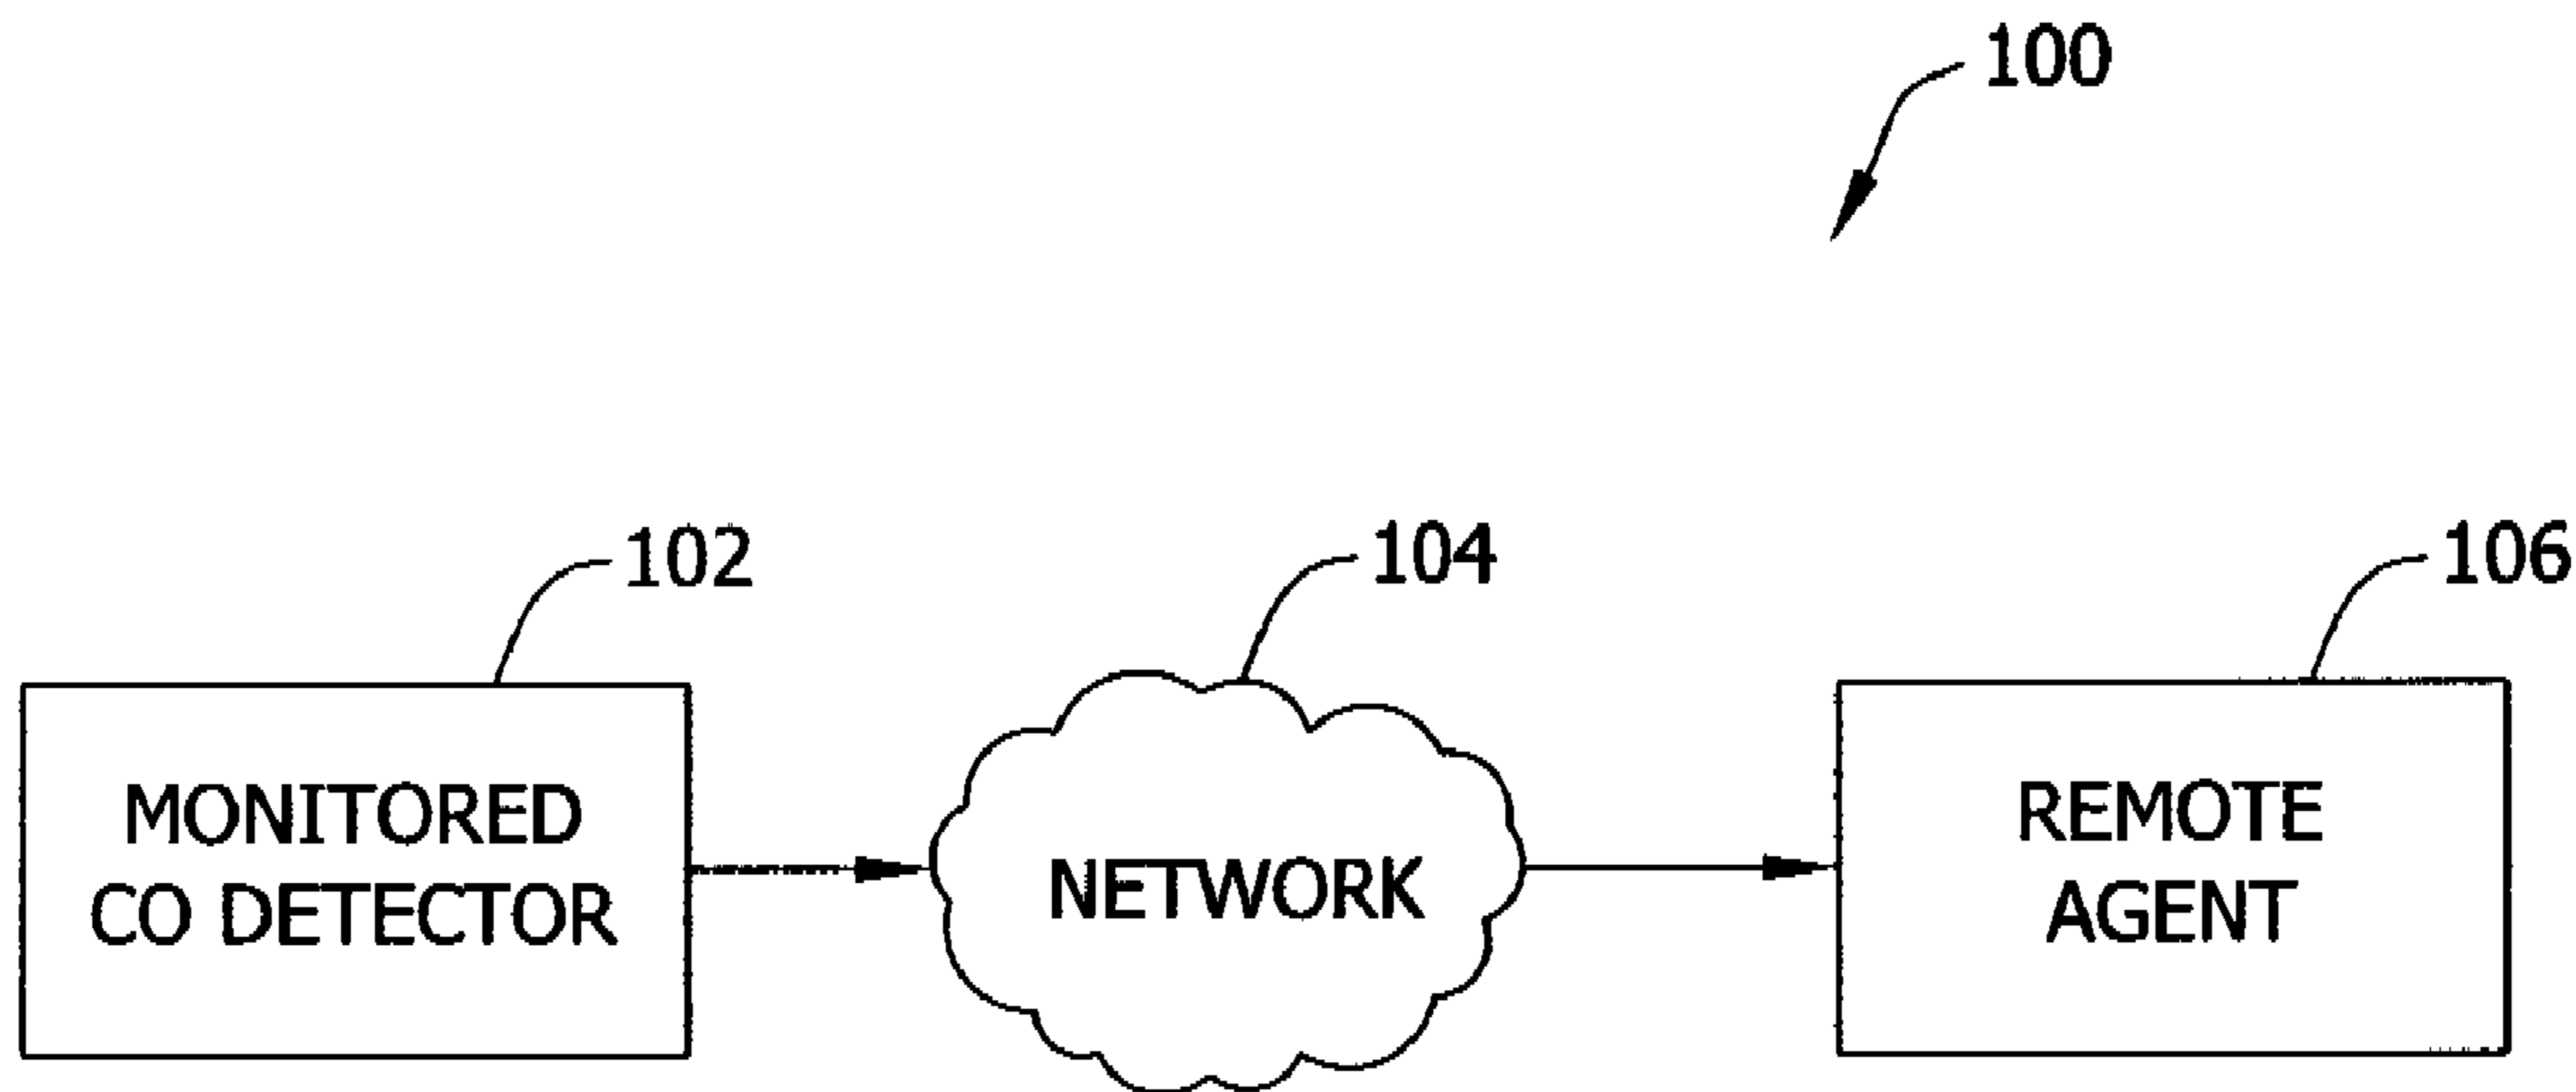 100
102
104
106
MONITORED
CO DETECTOR
NETWORK
REMOTE
AGENT